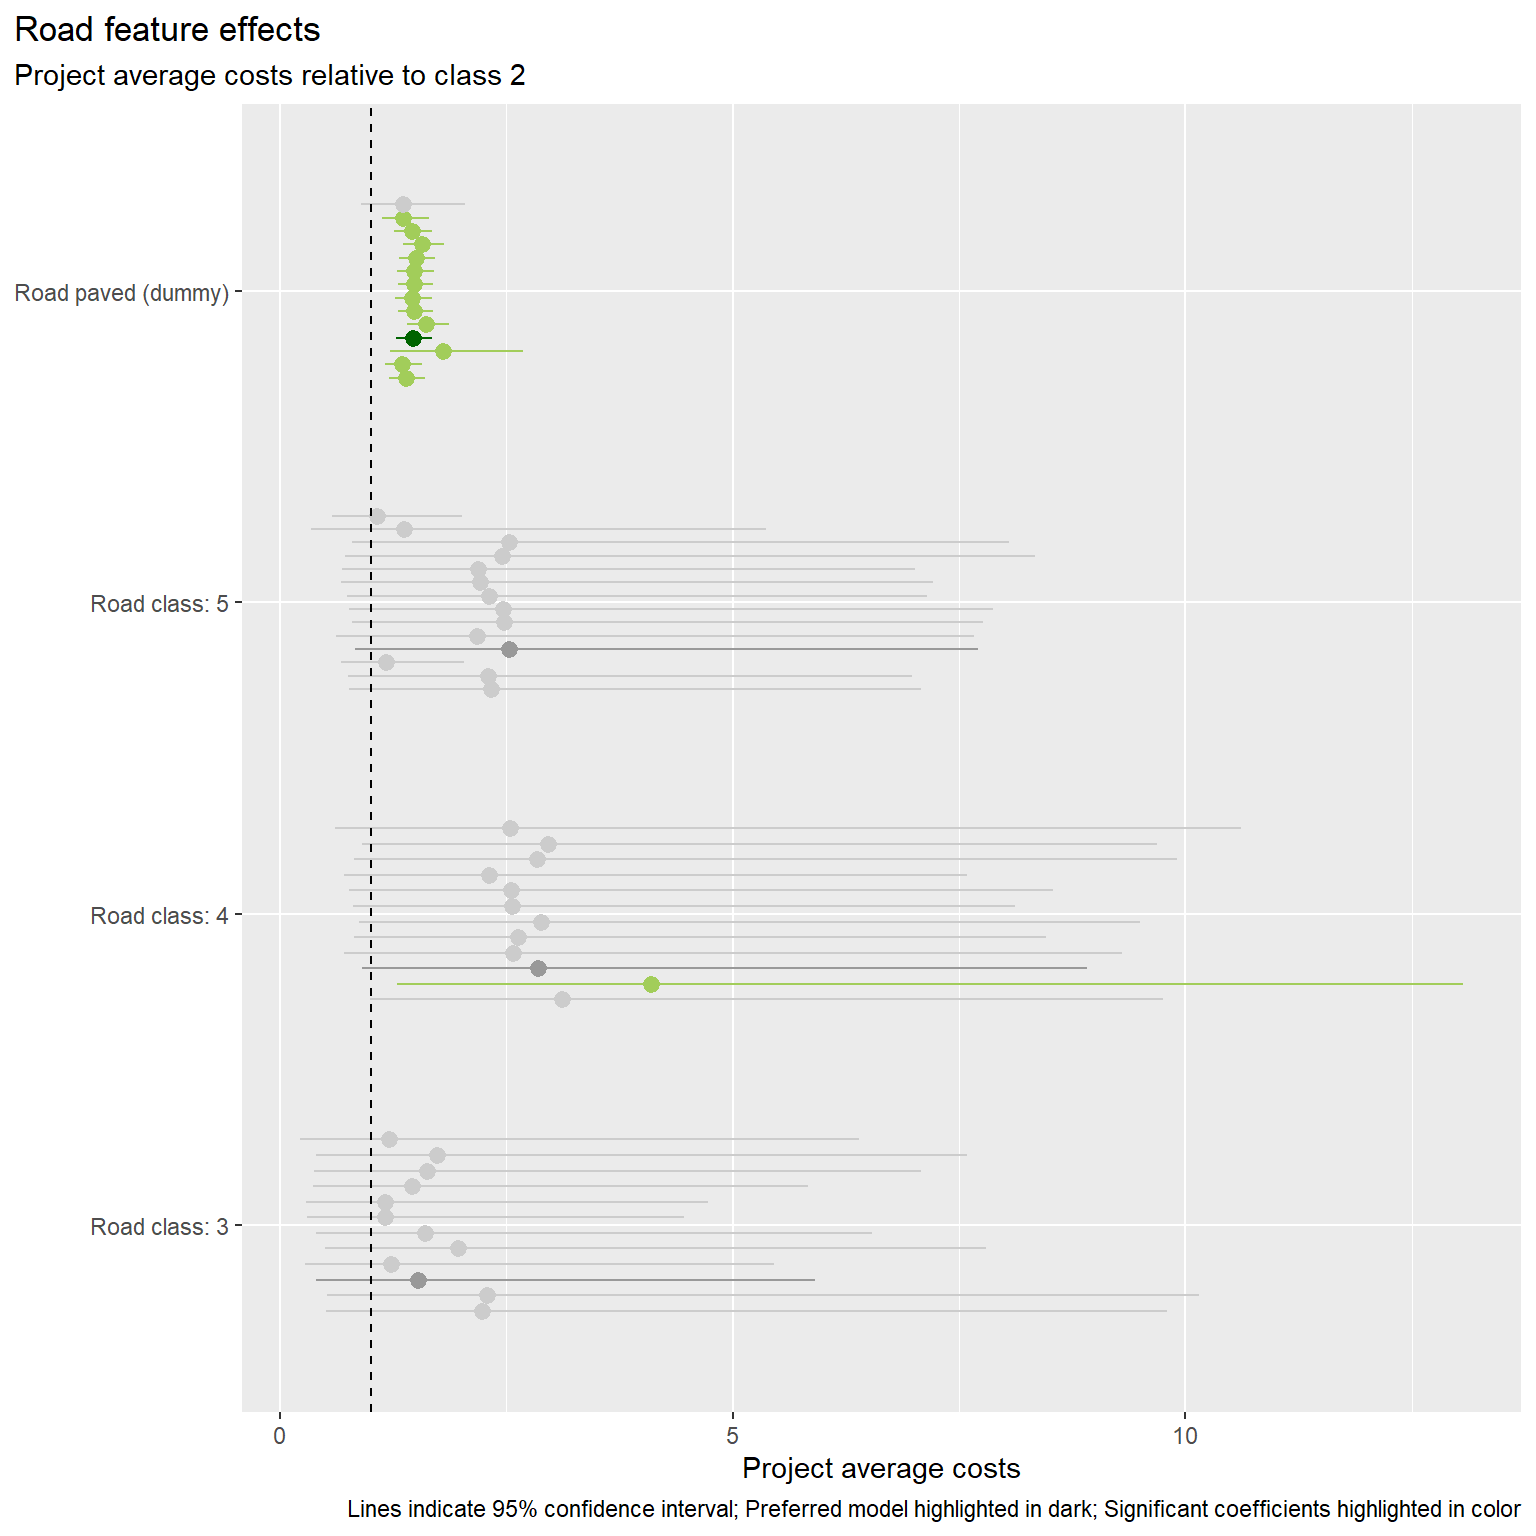 Road feature effects
Project average costs relative to class 2
Road paved (dummy)
Road class: 5
Road class: 4
Road class: 3
0 5 10
Project average costs
Lines indicate 95% confidence interval; Preferred model highlighted in dark; Significant coefficients highlighted in color